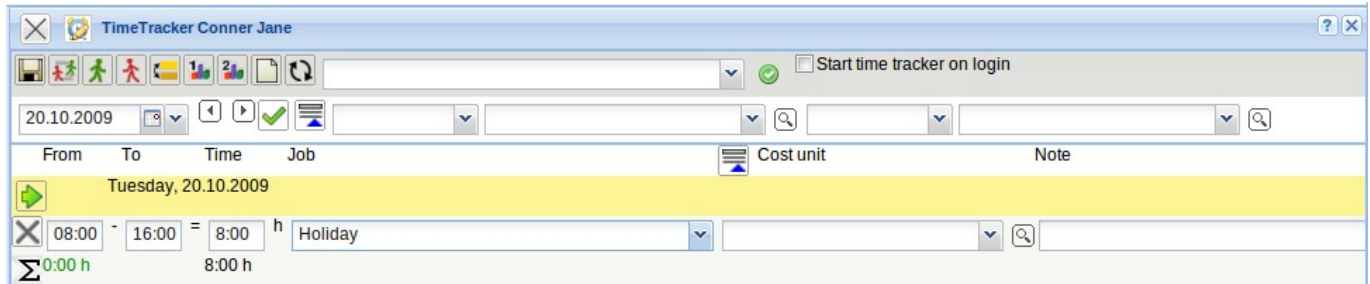 TimeTracker Conner Jane
Start time tracker on login
20.10.2009
From To Time Job Cost unit Note
Tuesday, 20.10.2009
08:00 - 16:00 = 8:00 h Holiday
Σ 0:00 h 8:00 h